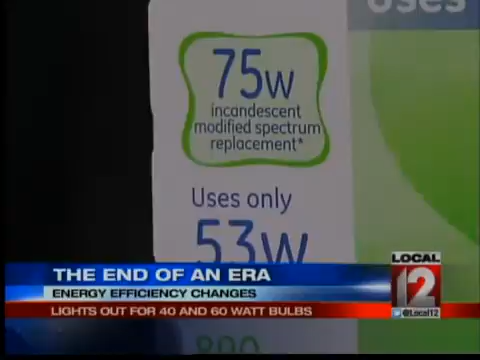 Uses
75w
incandescent
modified spectrum
replacement*
Uses only
53w
THE END OF AN ERA
ENERGY EFFICIENCY CHANGES
LIGHTS OUT FOR 40 AND 60 WATT BULBS
LOCAL
12
@Local12